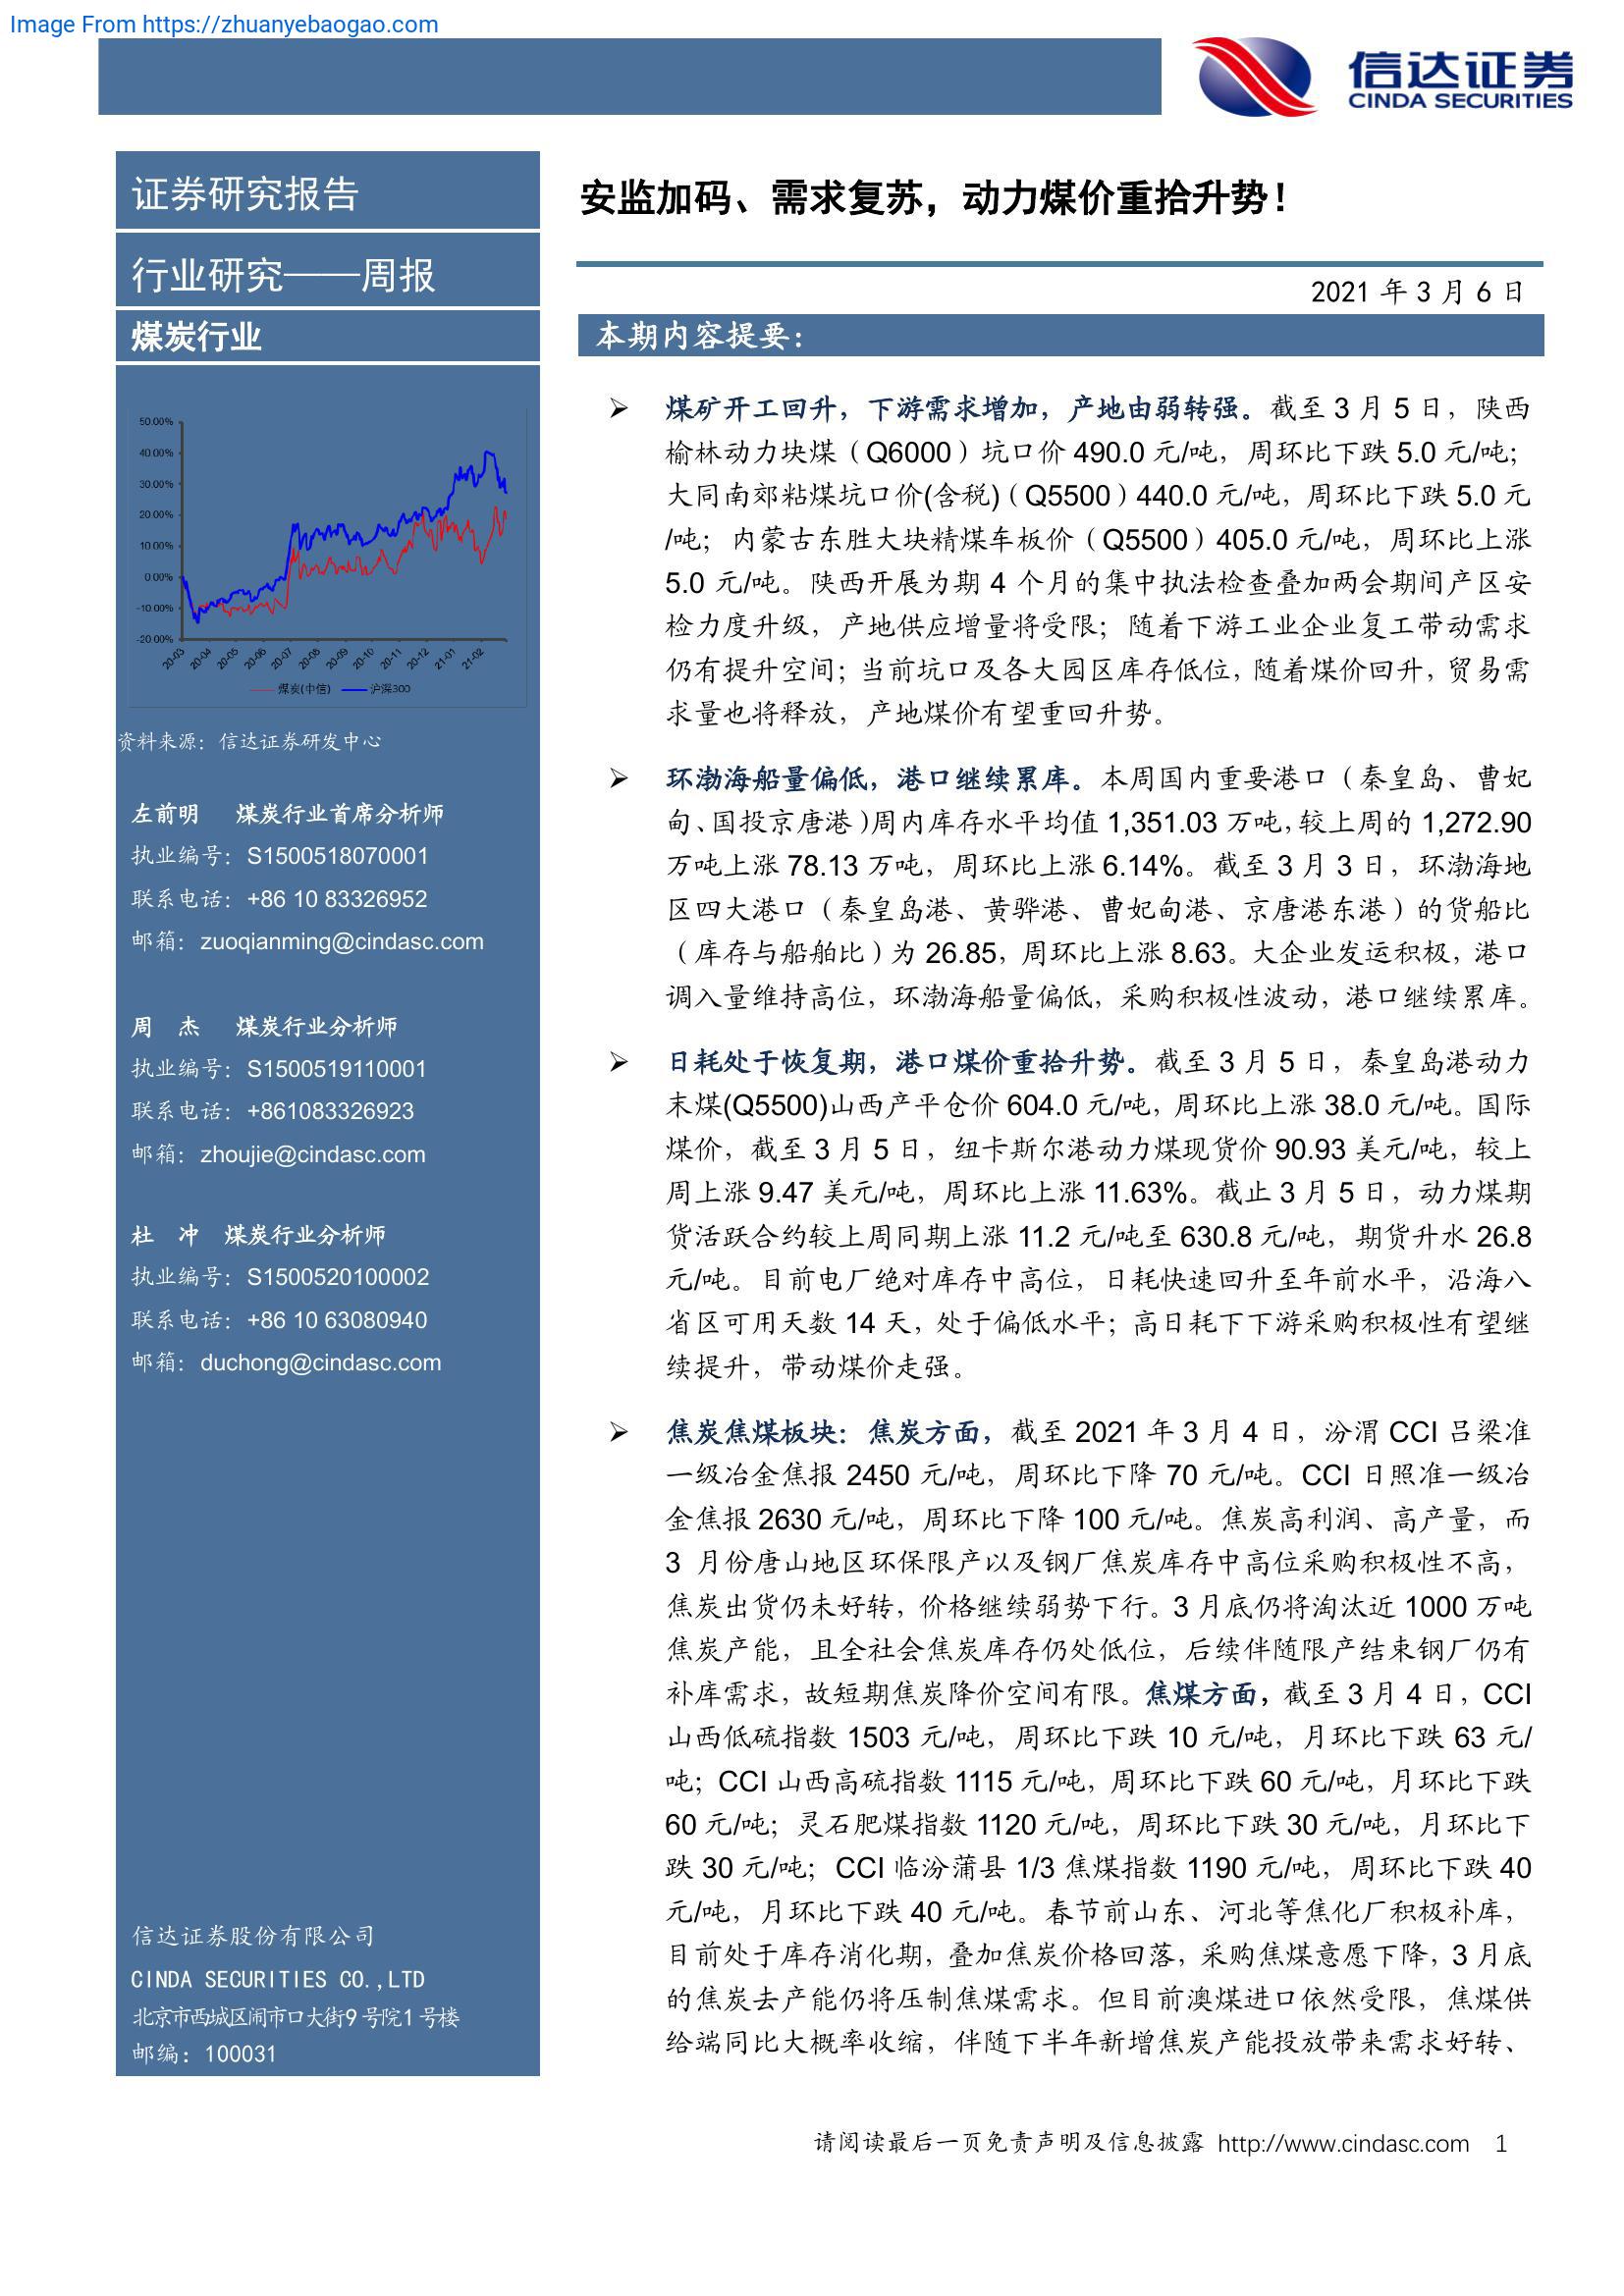 Image From https://zhuanyebaogao.com
信达证券
CINDA SECURITIES
证券研究报告
行业研究——周报
煤炭行业
50.00%
40.00%
30.00%
20.00%
10.00%
0.00%
-10.00%
-20.00%
20-03
20-04
20-05
20-06
20-07
20-08
20-09
20-10
20-11
20-12
21-01
21-02
煤炭(中信)
沪深300
资料来源：信达证券研发中心
左前明 煤炭行业首席分析师
执业编号：S1500518070001
联系电话：+86 10 83326952
邮箱：zuoqianming@cindasc.com
周 杰 煤炭行业分析师
执业编号：S1500519110001
联系电话：+861083326923
邮箱：zhoujie@cindasc.com
杜 冲 煤炭行业分析师
执业编号：S1500520100002
联系电话：+86 10 63080940
邮箱：duchong@cindasc.com
信达证券股份有限公司
CINDA SECURITIES CO.,LTD
北京市西城区闹市口大街9号院1号楼
邮编：100031
安监加码、需求复苏，动力煤价重拾升势！
2021 年 3 月 6 日
本期内容提要：
➢ 煤矿开工回升，下游需求增加，产地由弱转强。截至 3 月 5 日，陕西
榆林动力块煤（Q6000）坑口价 490.0 元/吨，周环比下跌 5.0 元/吨；
大同南郊粘煤坑口价(含税)（Q5500）440.0 元/吨，周环比下跌 5.0 元
/吨；内蒙古东胜大块精煤车板价（Q5500）405.0 元/吨，周环比上涨
5.0 元/吨。陕西开展为期 4 个月的集中执法检查叠加两会期间产区安
检力度升级，产地供应增量将受限；随着下游工业企业复工带动需求
仍有提升空间；当前坑口及各大园区库存低位，随着煤价回升，贸易需
求量也将释放，产地煤价有望重回升势。
➢ 环渤海船量偏低，港口继续累库。本周国内重要港口（秦皇岛、曹妃
甸、国投京唐港）周内库存水平均值 1,351.03 万吨，较上周的 1,272.90
万吨上涨 78.13 万吨，周环比上涨 6.14%。截至 3 月 3 日，环渤海地
区四大港口（秦皇岛港、黄骅港、曹妃甸港、京唐港东港）的货船比
（库存与船舶比）为 26.85，周环比上涨 8.63。大企业发运积极，港口
调入量维持高位，环渤海船量偏低，采购积极性波动，港口继续累库。
➢ 日耗处于恢复期，港口煤价重拾升势。截至 3 月 5 日，秦皇岛港动力
末煤(Q5500)山西产平仓价 604.0 元/吨，周环比上涨 38.0 元/吨。国际
煤价，截至 3 月 5 日，纽卡斯尔港动力煤现货价 90.93 美元/吨，较上
周上涨 9.47 美元/吨，周环比上涨 11.63%。截止 3 月 5 日，动力煤期
货活跃合约较上周同期上涨 11.2 元/吨至 630.8 元/吨，期货升水 26.8
元/吨。目前电厂绝对库存中高位，日耗快速回升至年前水平，沿海八
省区可用天数 14 天，处于偏低水平；高日耗下下游采购积极性有望继
续提升，带动煤价走强。
➢ 焦炭焦煤板块：焦炭方面，截至 2021 年 3 月 4 日，汾渭 CCI 吕梁准
一级冶金焦报 2450 元/吨，周环比下降 70 元/吨。CCI 日照准一级冶
金焦报 2630 元/吨，周环比下降 100 元/吨。焦炭高利润、高产量，而
3 月份唐山地区环保限产以及钢厂焦炭库存中高位采购积极性不高，
焦炭出货仍未好转，价格继续弱势下行。3 月底仍将淘汰近 1000 万吨
焦炭产能，且全社会焦炭库存仍处低位，后续伴随限产结束钢厂仍有
补库需求，故短期焦炭降价空间有限。焦煤方面，截至 3 月 4 日，CCI
山西低硫指数 1503 元/吨，周环比下跌 10 元/吨，月环比下跌 63 元/
吨；CCI 山西高硫指数 1115 元/吨，周环比下跌 60 元/吨，月环比下跌
60 元/吨；灵石肥煤指数 1120 元/吨，周环比下跌 30 元/吨，月环比下
跌 30 元/吨；CCI 临汾蒲县 1/3 焦煤指数 1190 元/吨，周环比下跌 40
元/吨，月环比下跌 40 元/吨。春节前山东、河北等焦化厂积极补库，
目前处于库存消化期，叠加焦炭价格回落，采购焦煤意愿下降，3 月底
的焦炭去产能仍将压制焦煤需求。但目前澳煤进口依然受限，焦煤供
给端同比大概率收缩，伴随下半年新增焦炭产能投放带来需求好转、
请阅读最后一页免责声明及信息披露 http://www.cindasc.com 1